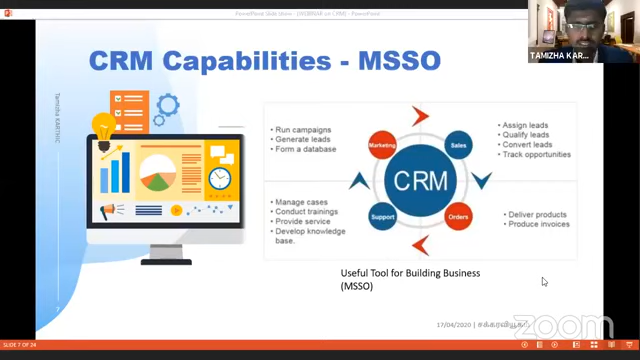 PowerPoint Slide Show - [WEBINAR on CRM] - PowerPoint
TAMIZHA KAR...
CRM Capabilities - MSSO
Tamizha KARTHIC
• Run campaigns
• Generate leads
• Form a database
Marketing
Sales
• Assign leads
• Qualify leads
• Convert leads
• Track opportunities
CRM
• Manage cases
• Conduct trainings
• Provide service
• Develop knowledge
base.
Support
Orders
• Deliver products
• Produce invoices
Useful Tool for Building Business
(MSSO)
7
17/04/2020 | சக்காவியூகம்
zoom
SLIDE 7 OF 24